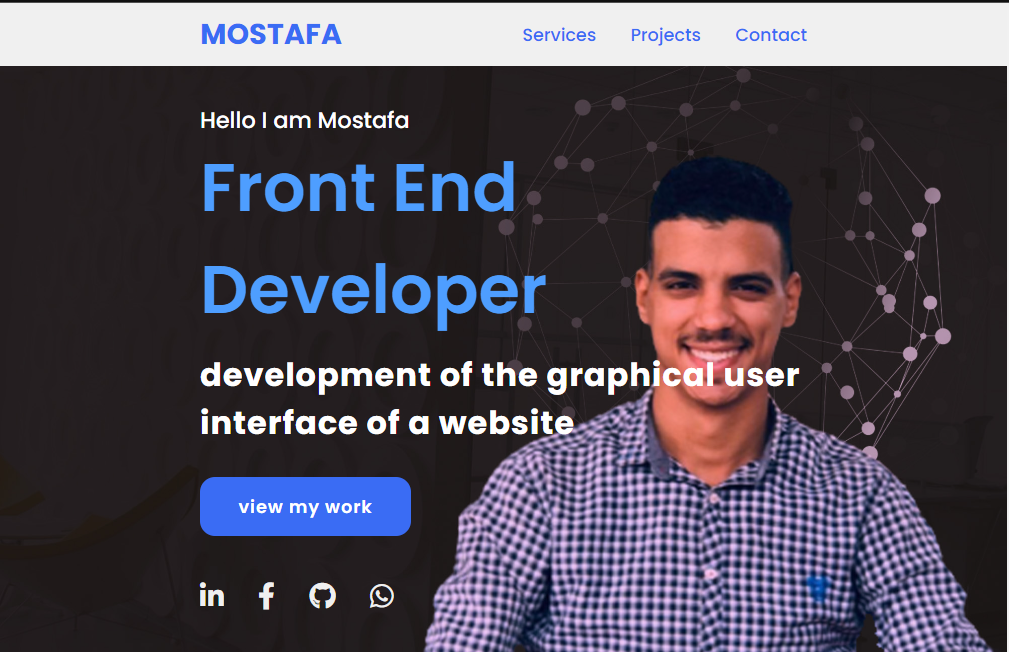 MOSTAFA
Services Projects Contact
Hello I am Mostafa
Front End
Developer
development of the graphical user
interface of a website
view my work